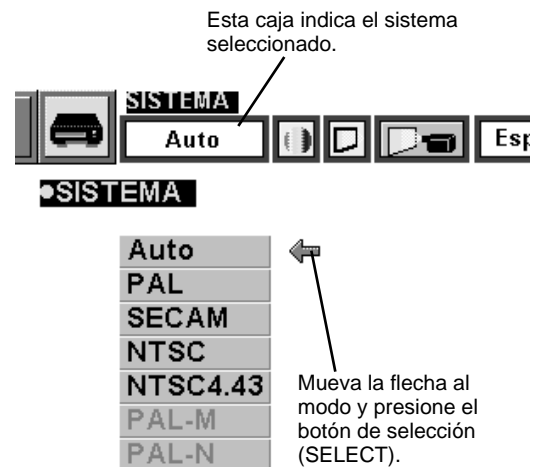 Esta caja indica el sistema
seleccionado.
SISTEMA
Auto
Esp
SISTEMA
Auto
PAL
SECAM
NTSC
NTSC4.43
PAL-M
PAL-N
Mueva la flecha al
modo y presione el
botón de selección
(SELECT).